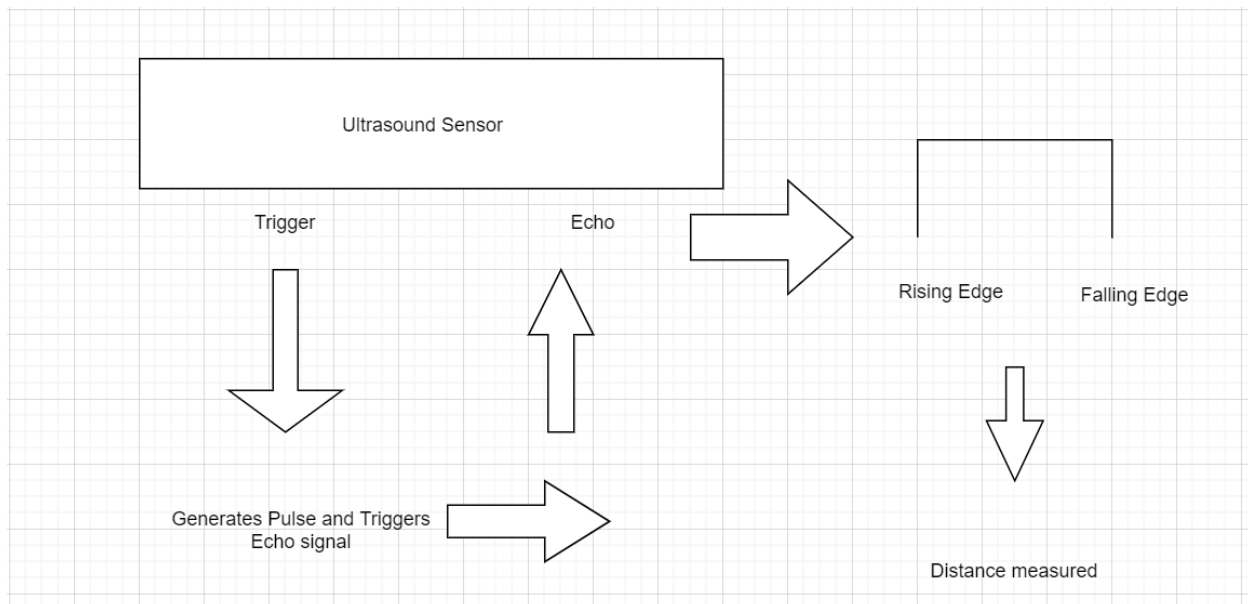 Ultrasound Sensor
Trigger
Echo
Rising Edge
Falling Edge
Generates Pulse and Triggers
Echo signal
Distance measured